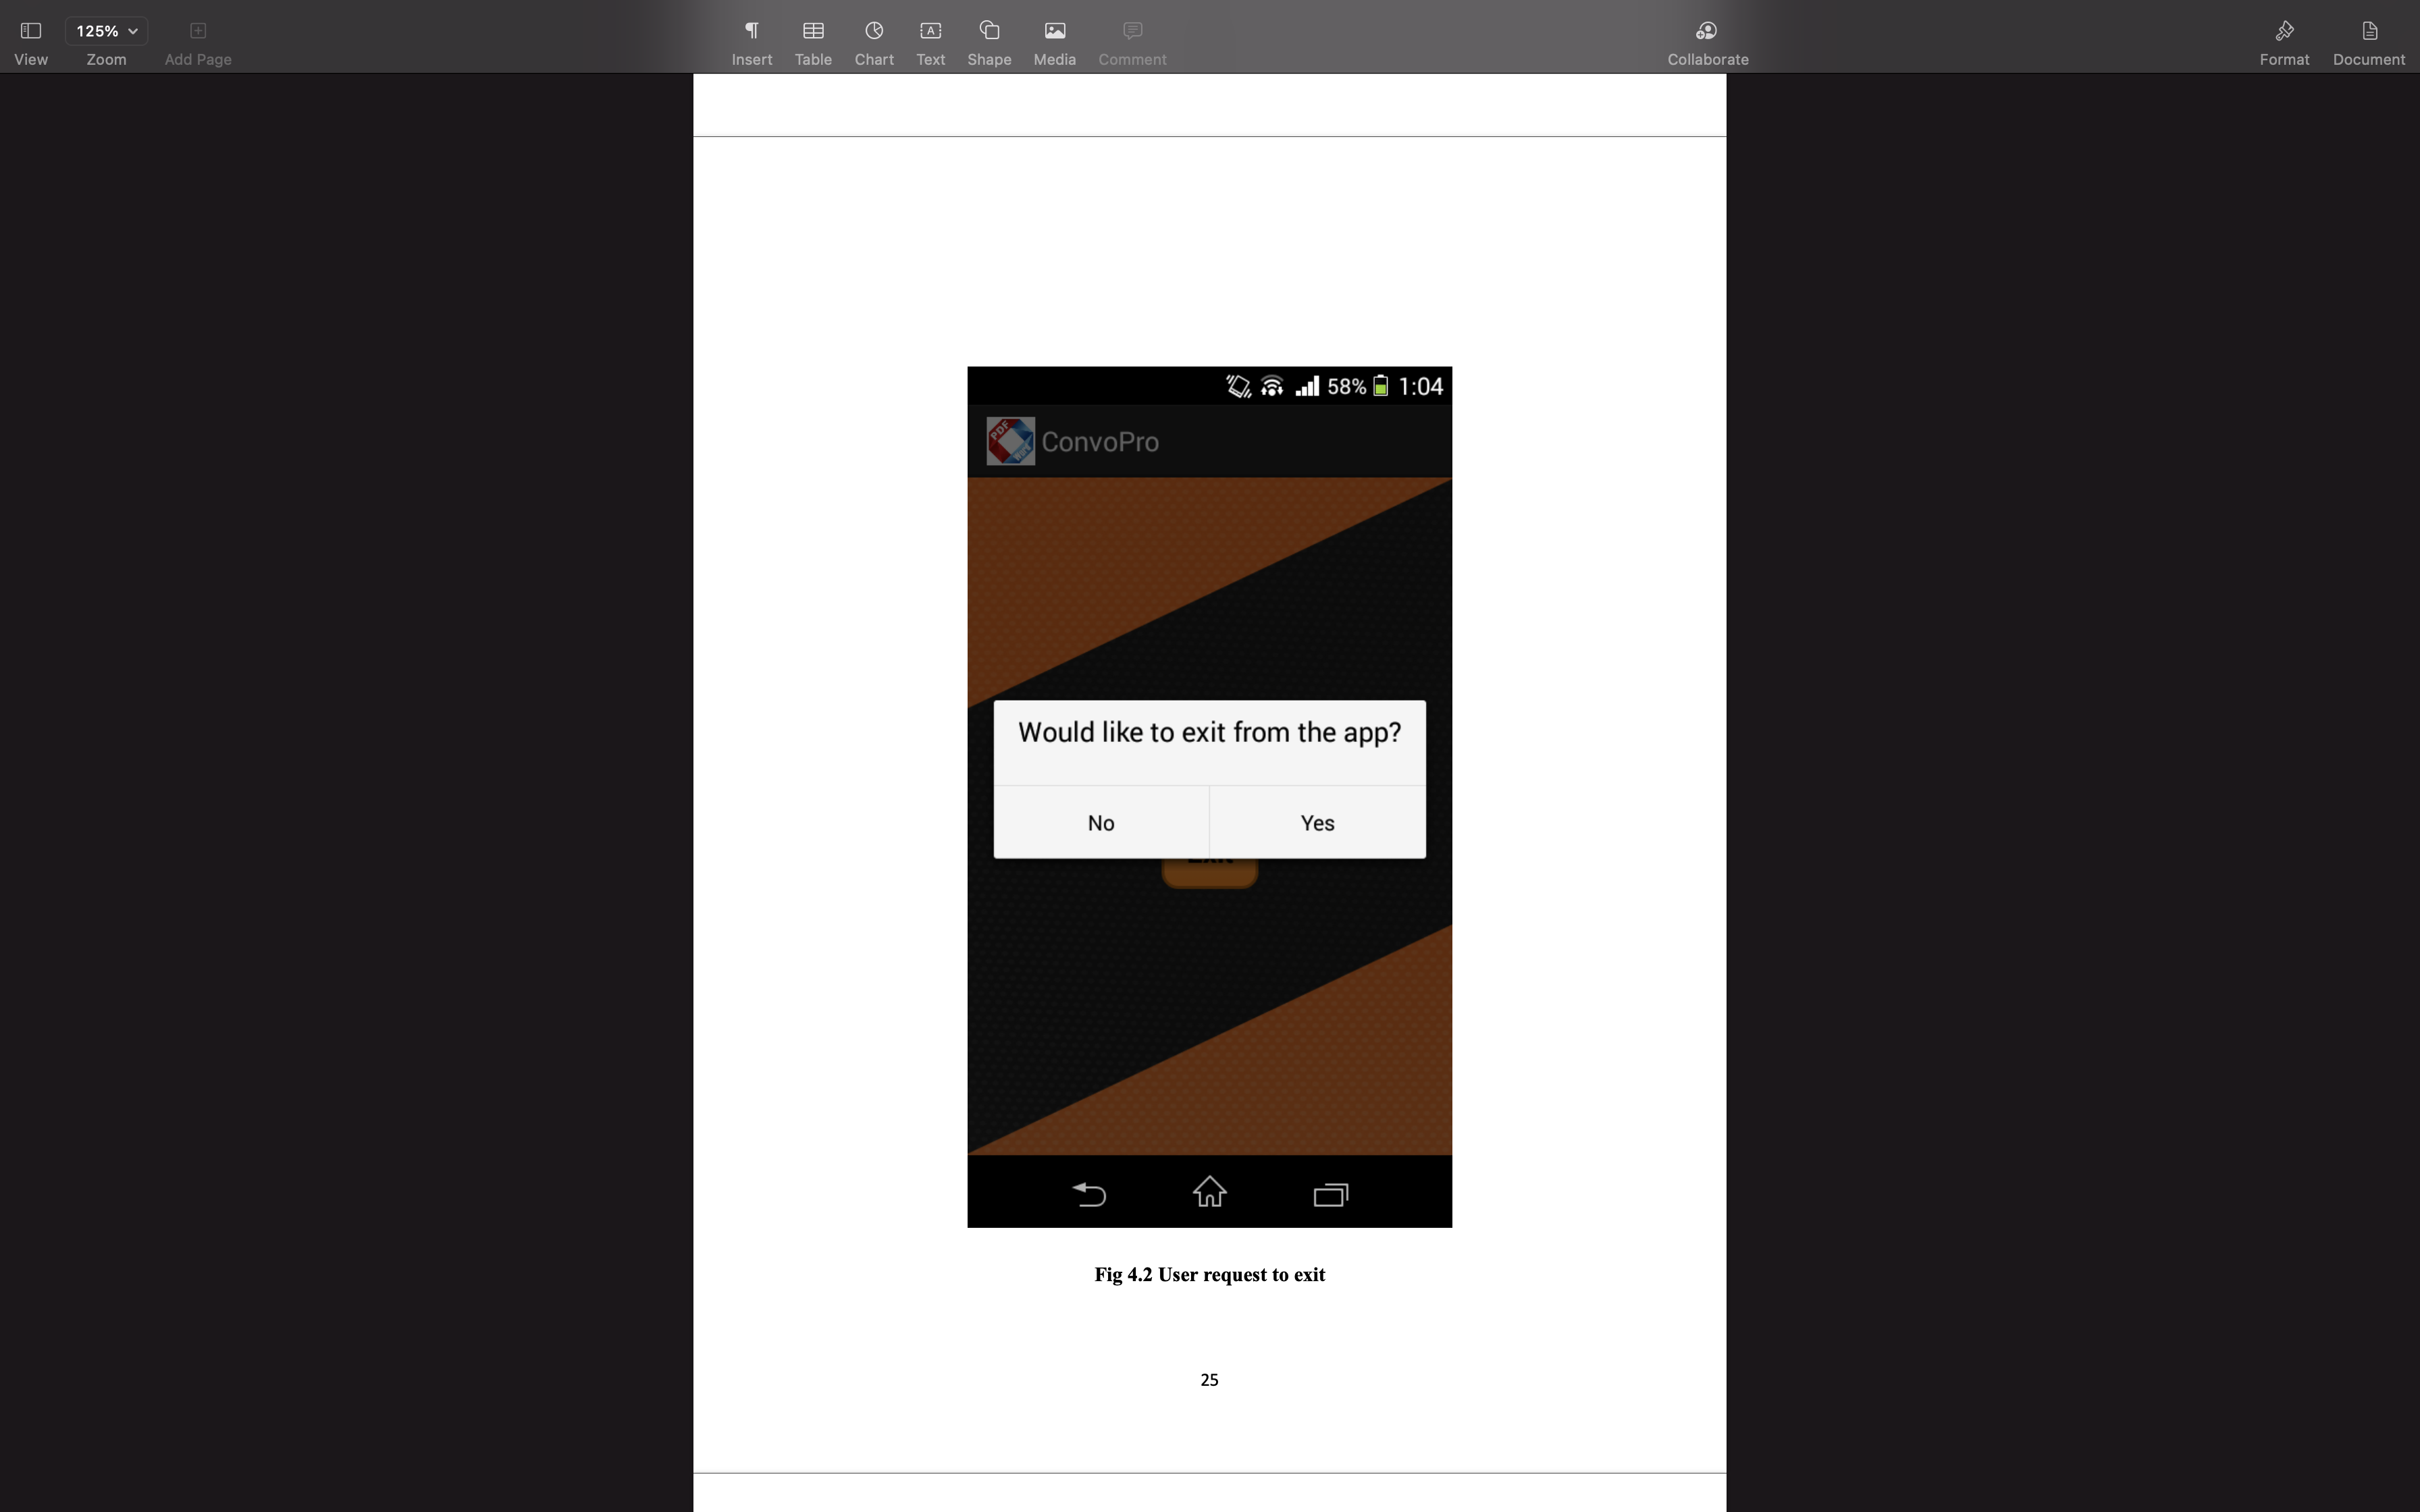 125%
View
Zoom
Add Page
Insert
Table
Chart
Text
Shape
Media
Comment
Collaborate
Format
Document
58% 1:04
PDF
ConvoPro
Would like to exit from the app?
No
Yes
Fig 4.2 User request to exit
25